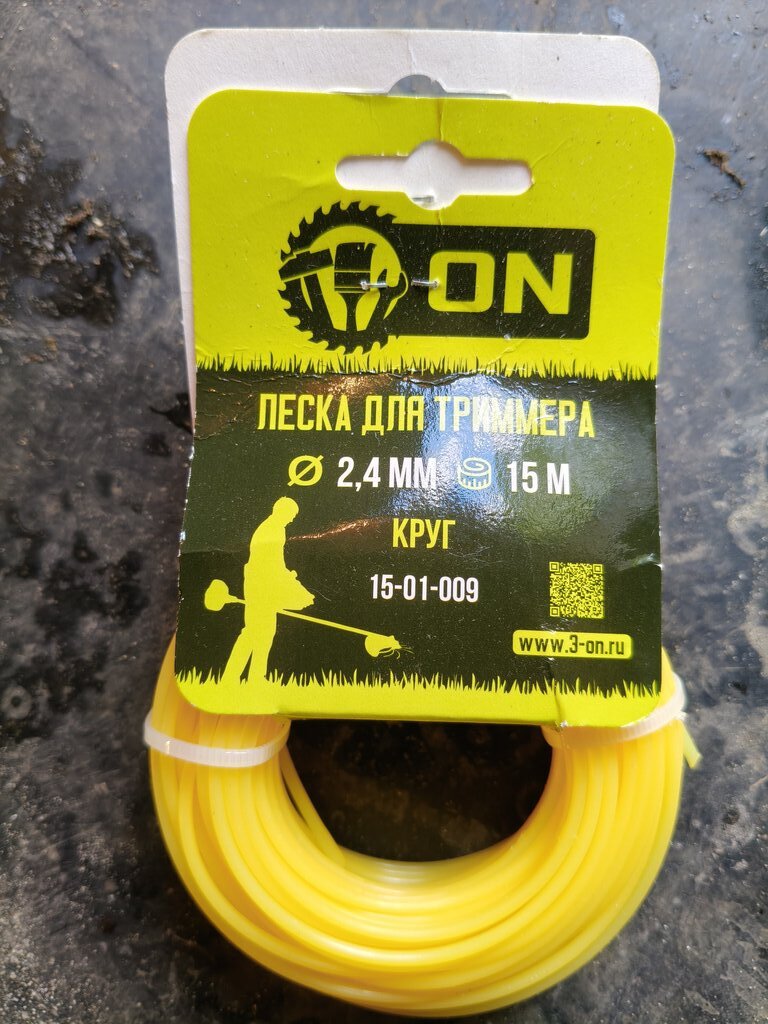 ON
ЛЕСКА ДЛЯ ТРИММЕРА
Ø 2,4 ММ 15 М
КРУГ
15-01-009
www.3-on.ru